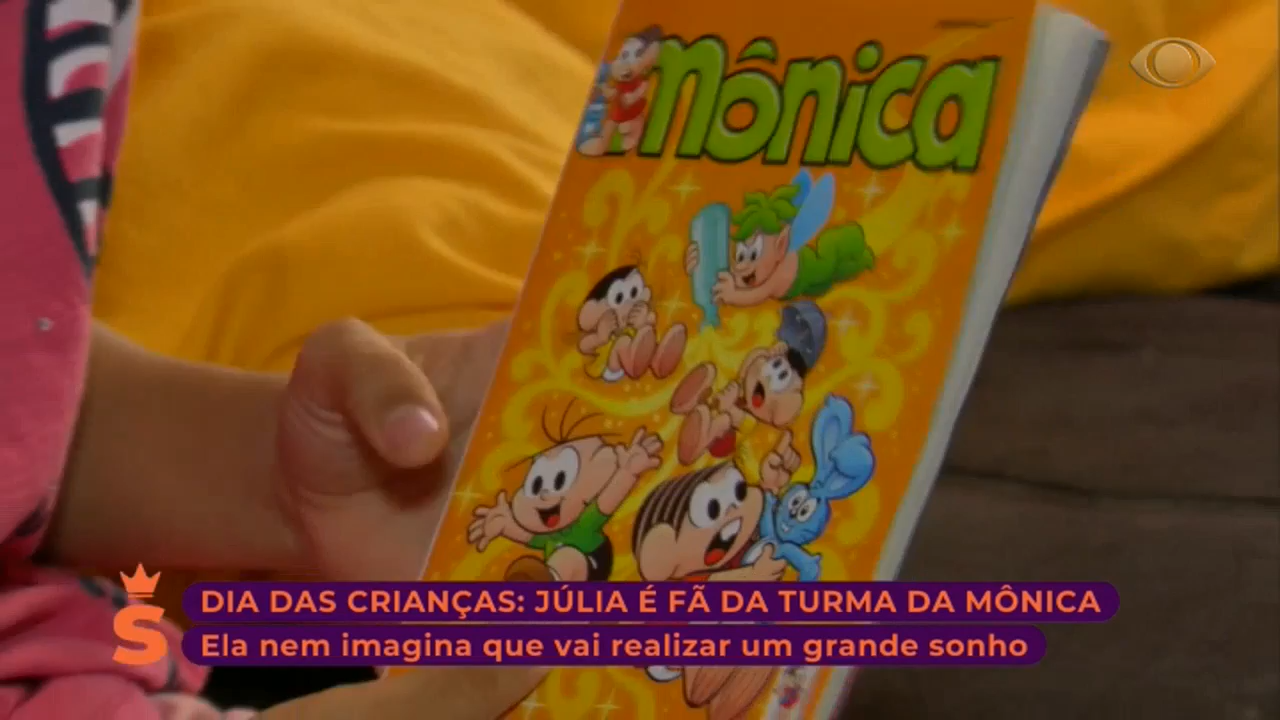 Mônica
DIA DAS CRIANÇAS: JÚLIA É FÃ DA TURMA DA MÔNICA
S
Ela nem imagina que vai realizar um grande sonho